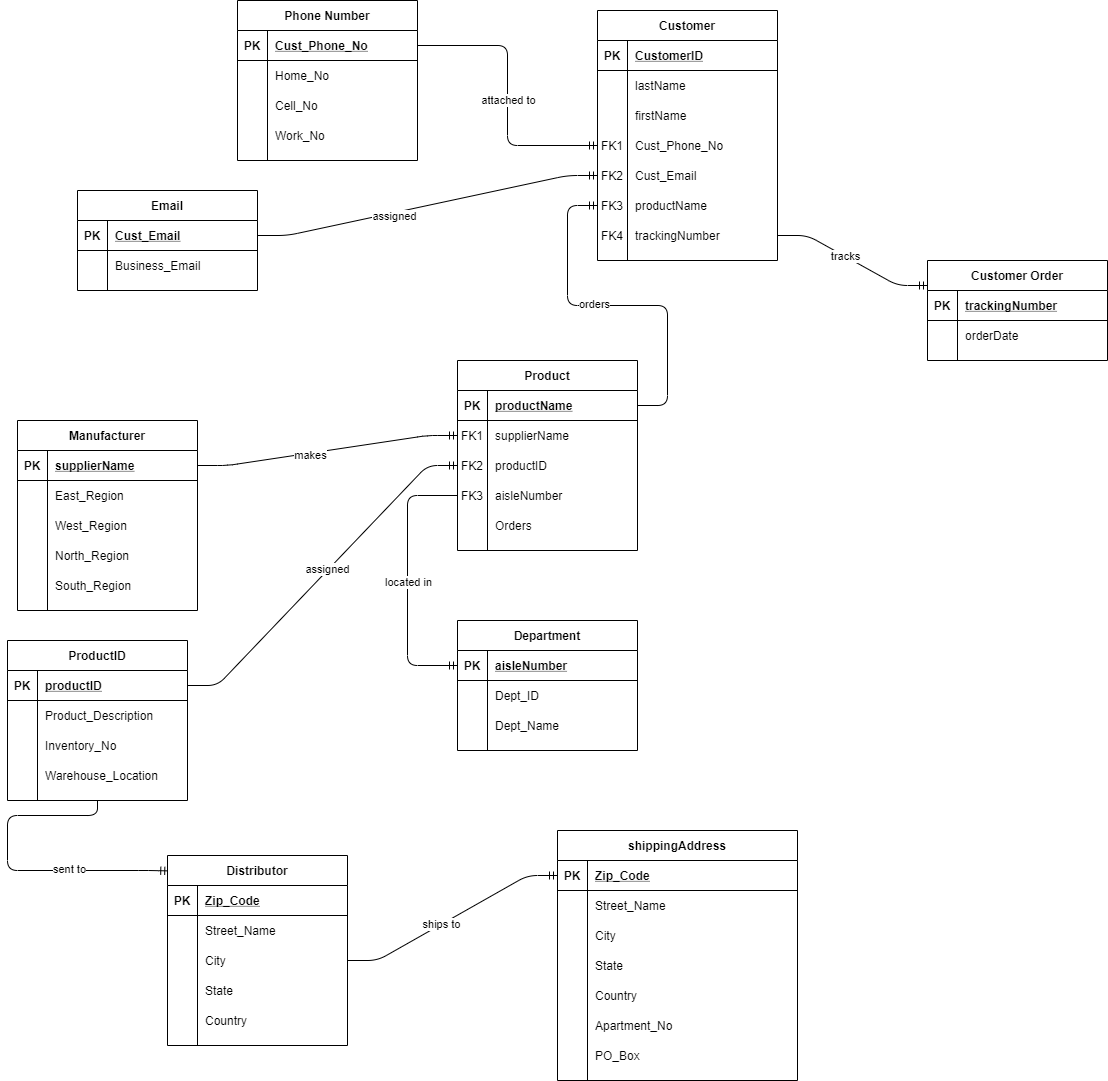 Phone Number
PK Cust_Phone_No
Home_No
Cell_No
Work_No
Customer
PK CustomerID
lastName
firstName
FK1 Cust_Phone_No
FK2 Cust_Email
FK3 productName
FK4 trackingNumber
attached to
Email
PK Cust_Email
Business_Email
assigned
tracks
Customer Order
PK trackingNumber
orderDate
orders
Product
PK productName
FK1 supplierName
FK2 productID
FK3 aisleNumber
Orders
Manufacturer
PK supplierName
East_Region
West_Region
North_Region
South_Region
makes
assigned
located in
Department
PK aisleNumber
Dept_ID
Dept_Name
ProductID
PK productID
Product_Description
Inventory_No
Warehouse_Location
sent to
Distributor
PK Zip_Code
Street_Name
City
State
Country
ships to
shippingAddress
PK Zip_Code
Street_Name
City
State
Country
Apartment_No
PO_Box